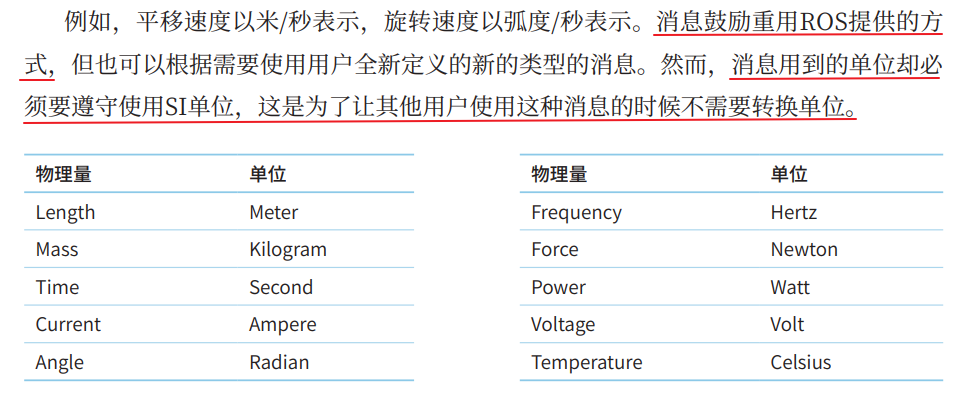 例如，平移速度以米/秒表示，旋转速度以弧度/秒表示。消息鼓励重用ROS提供的方
式，但也可以根据需要使用用户全新定义的新的类型的消息。然而，消息用到的单位却必
须要遵守使用SI单位，这是为了让其他用户使用这种消息的时候不需要转换单位。
物理量 单位
Length Meter
Mass Kilogram
Time Second
Current Ampere
Angle Radian
物理量 单位
Frequency Hertz
Force Newton
Power Watt
Voltage Volt
Temperature Celsius